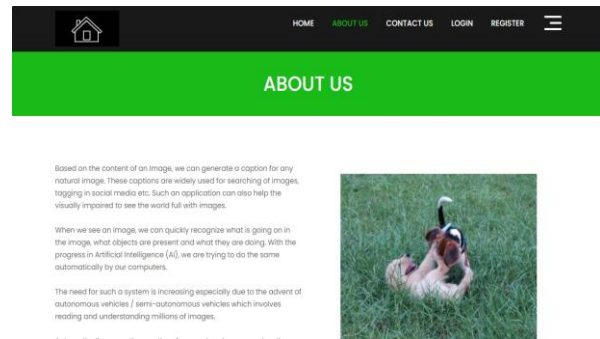 HOME ABOUT US CONTACT US LOGIN REGISTER
ABOUT US
Based on the content of an Image, we can generate a caption for any
natural image. These captions are widely used for searching of images,
tagging in social media etc. Such an application can also help the
visually impaired to see the world full with images.
When we see an image, we can quickly recognize what is going on in
the image, what objects are present and what they are doing. With the
progress in Artificial Intelligence (AI), we are trying to do the same
automatically by our computers.
The need for such a system is increasing especially due to the advent of
autonomous vehicles / semi-autonomous vehicles which involves
reading and understanding millions of images.